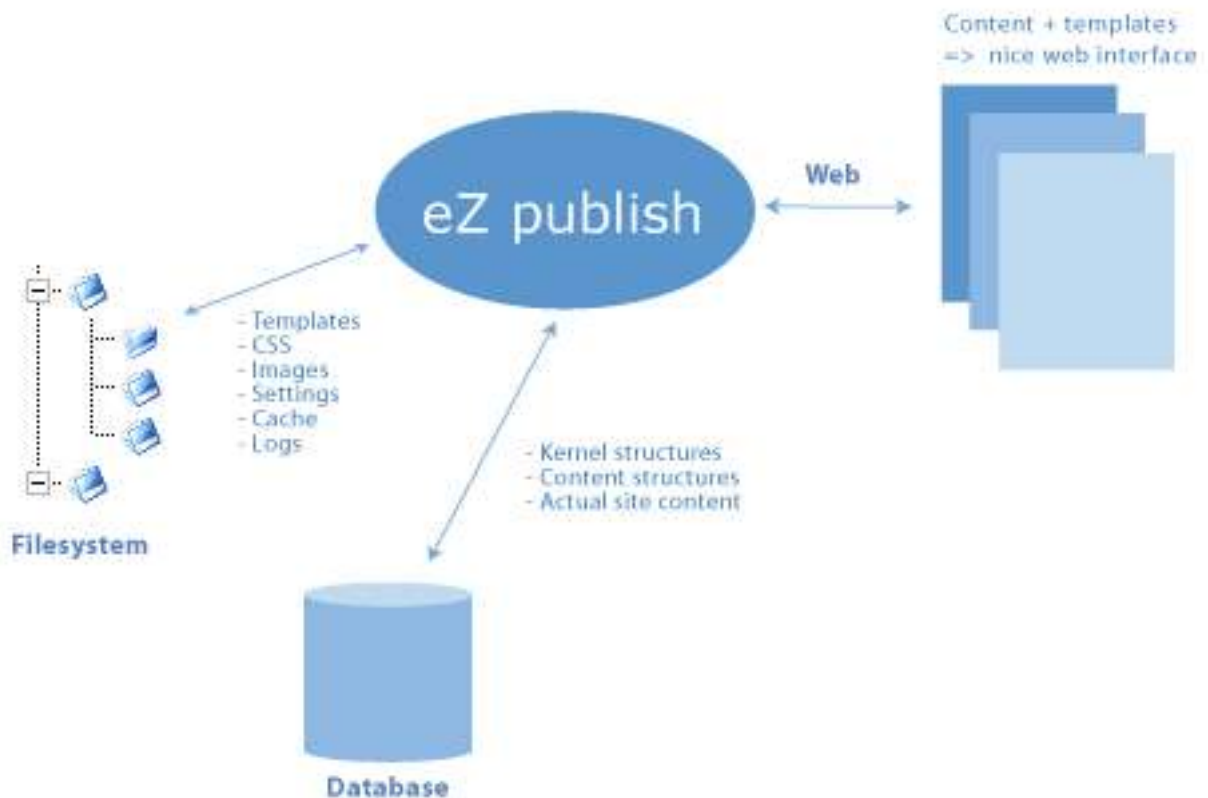 Content + templates
=> nice web interface
eZ publish
Web
- Templates
- CSS
- Images
- Settings
- Cache
- Logs
Filesystem
- Kernel structures
- Content structures
- Actual site content
Database